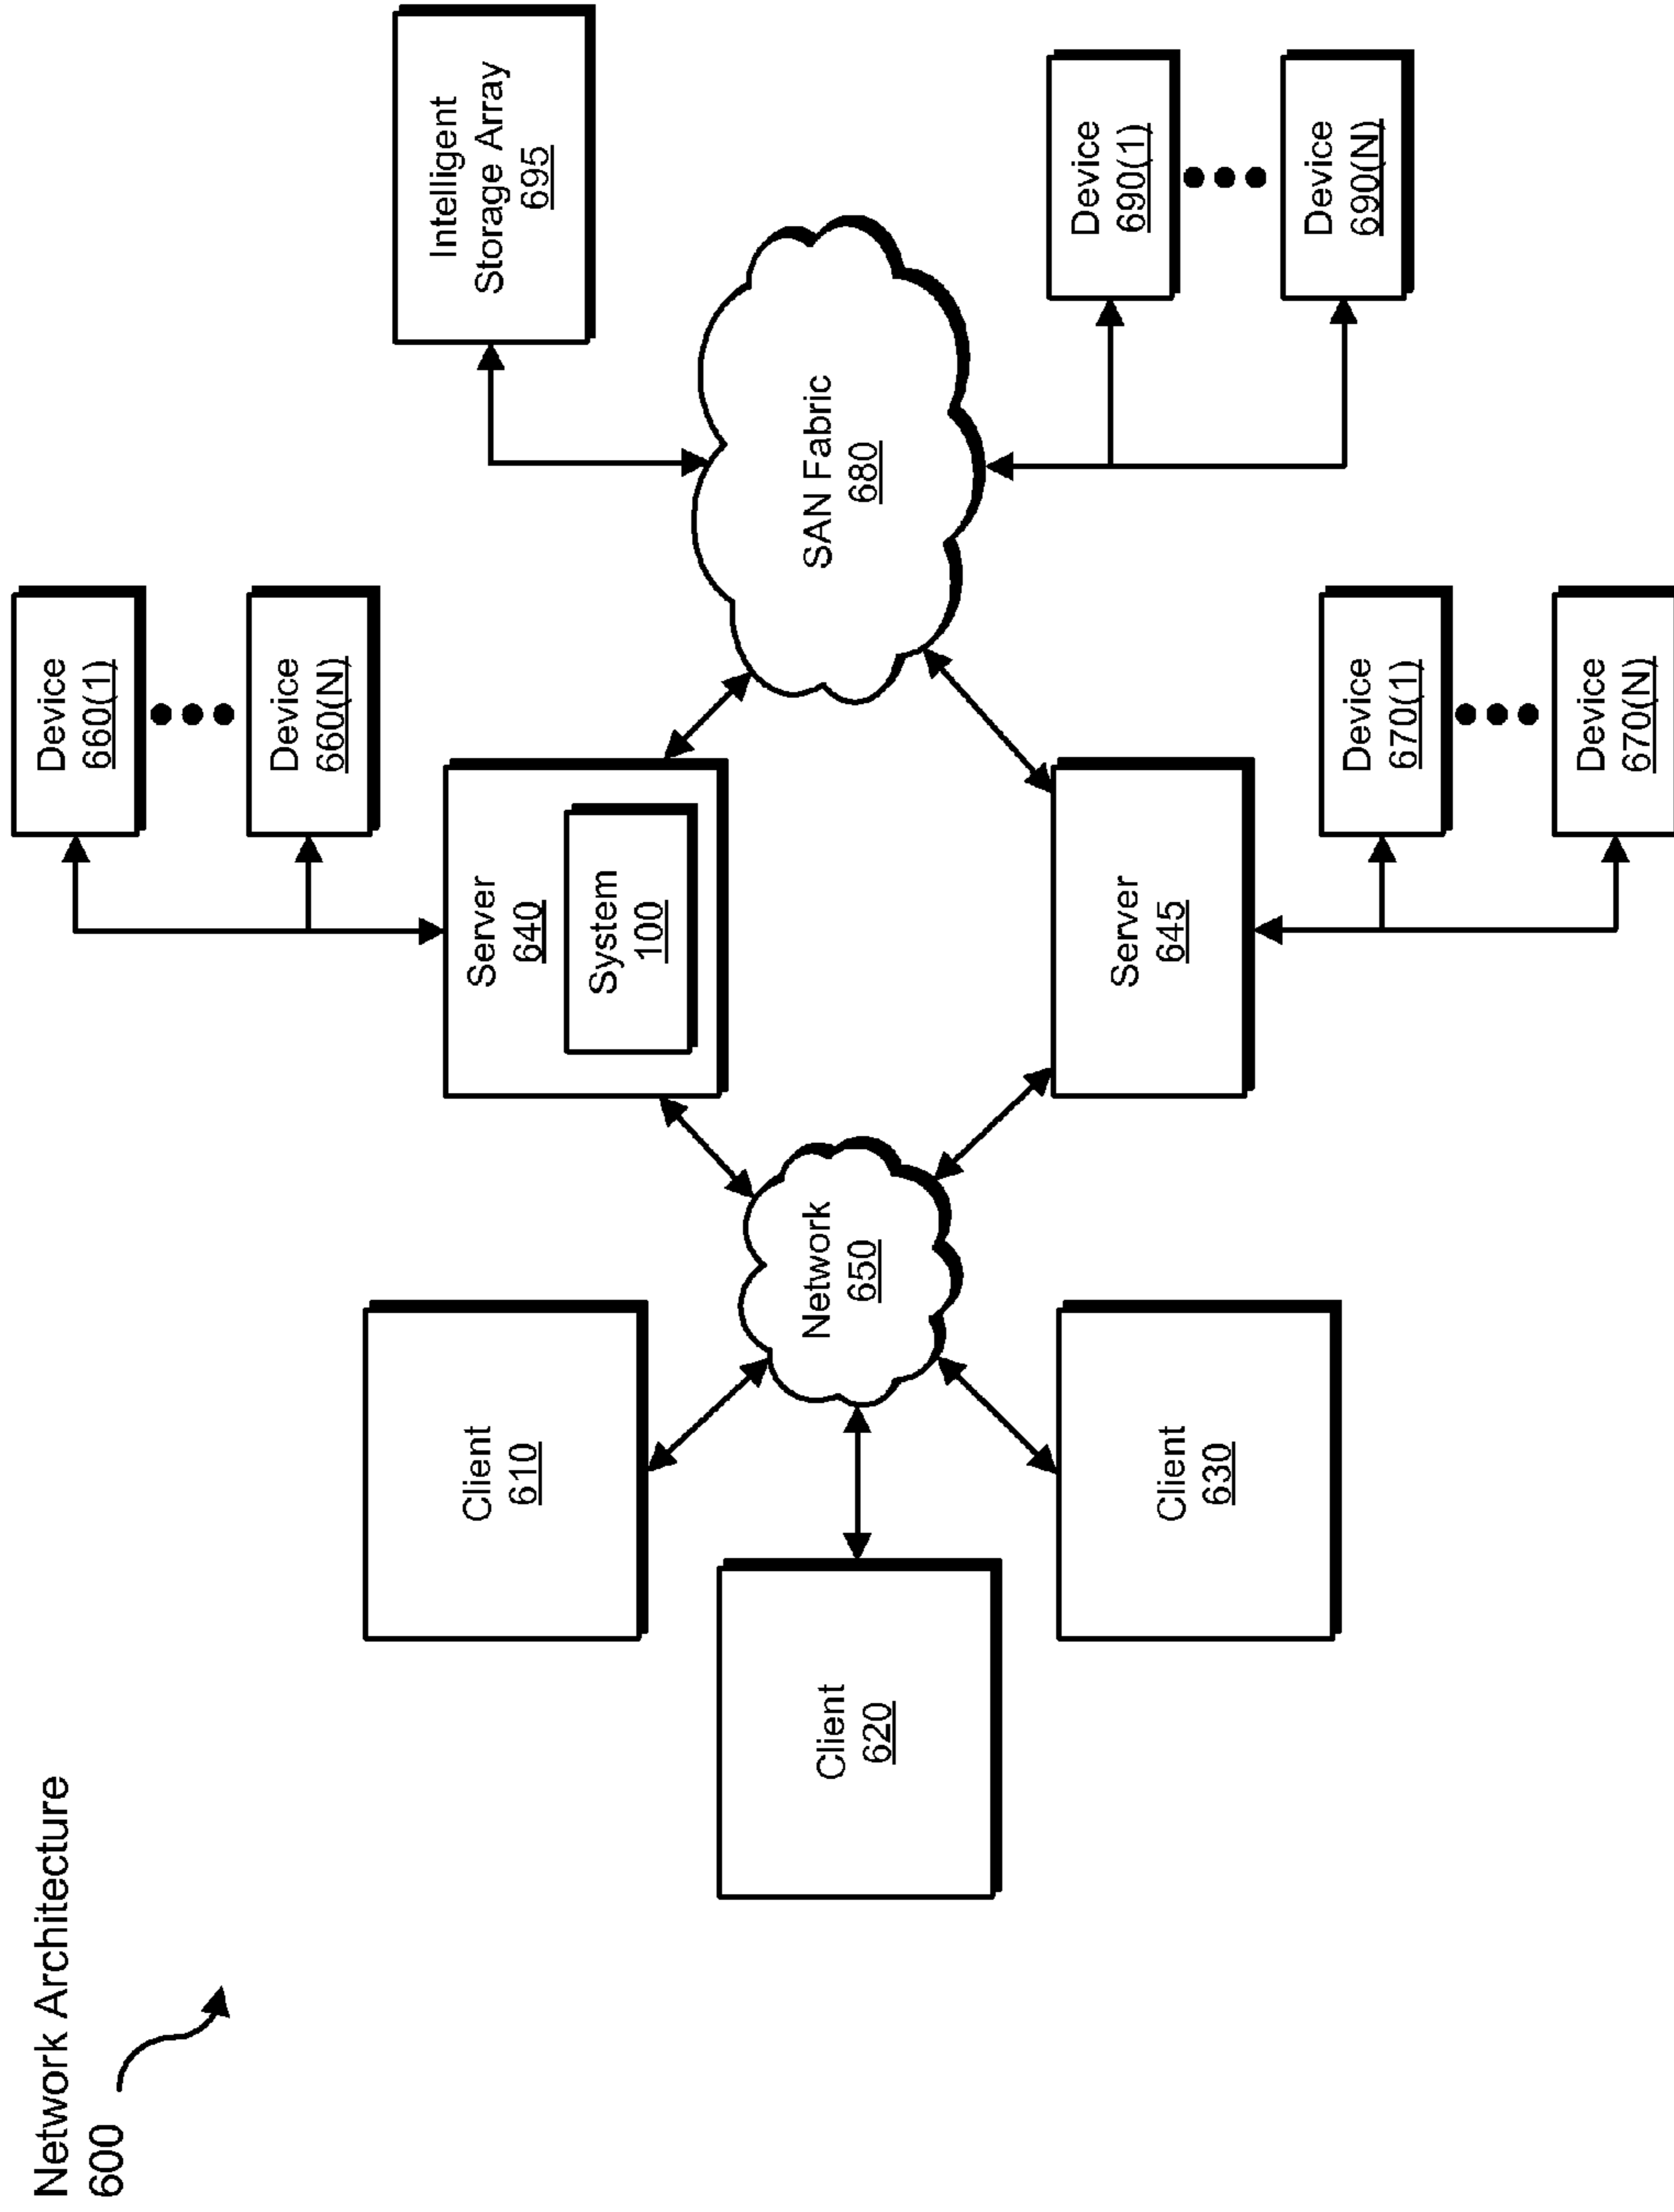 Network Architecture
600
Device
660(1)
Device
660(N)
Server
640
System
100
Intelligent
Storage Array
695
Client
610
Client
620
Network
650
SAN Fabric
680
Device
690(1)
Device
690(N)
Client
630
Server
645
Device
670(1)
Device
670(N)